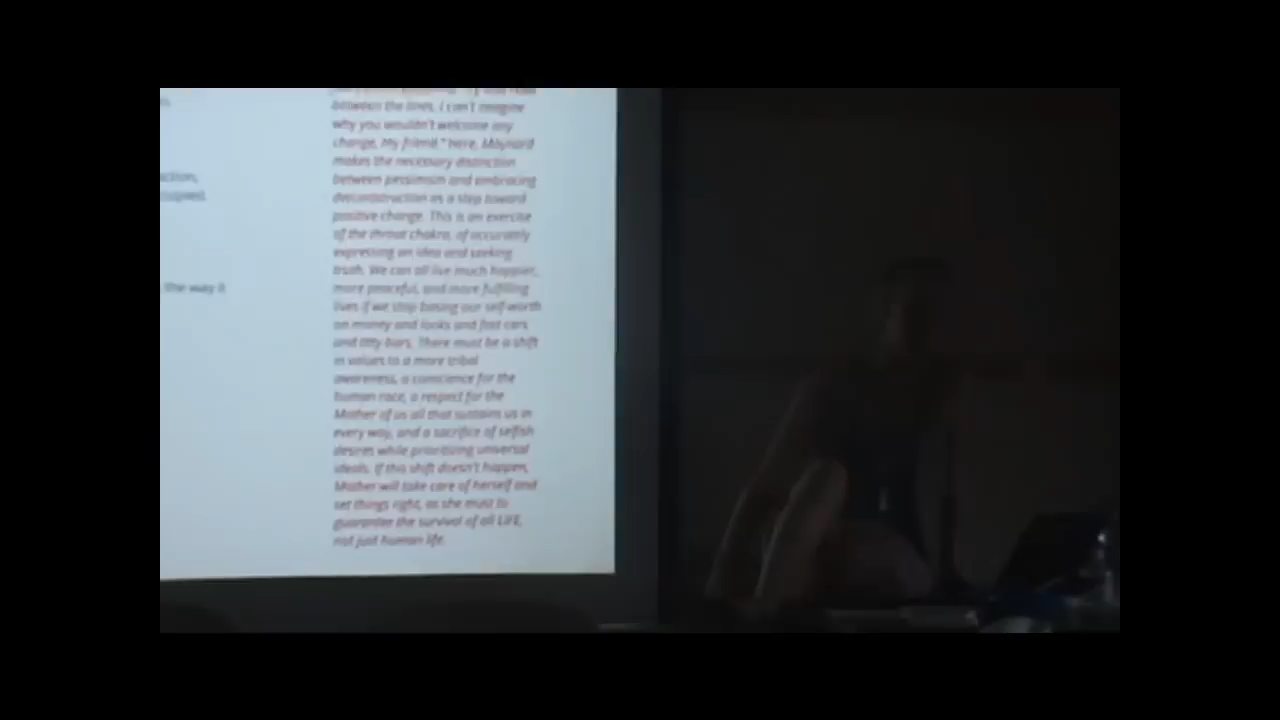 action,
occupied.
the way it
between the lines. I can't imagine
why you wouldn't welcome any
change, my friend." here, Maynard
makes the necessary distinction
between pessimism and embracing
deconstruction as a step toward
positive change. This is an exercise
of the throat chakra, of accurately
expressing an idea and seeking
truth. We can all live much happier,
more peaceful, and more fulfilling
lives if we stop basing our self-worth
on money and looks and fast cars
and titty bars. There must be a shift
in values to a more tribal
awareness, a conscience for the
human race, a respect for the
Mother of us all that sustains us in
every way, and a sacrifice of selfish
desires while prioritizing universal
ideals. If this shift doesn't happen,
Mother will take care of herself and
set things right, as she must to
guarantee the survival of all LIFE,
not just human life.